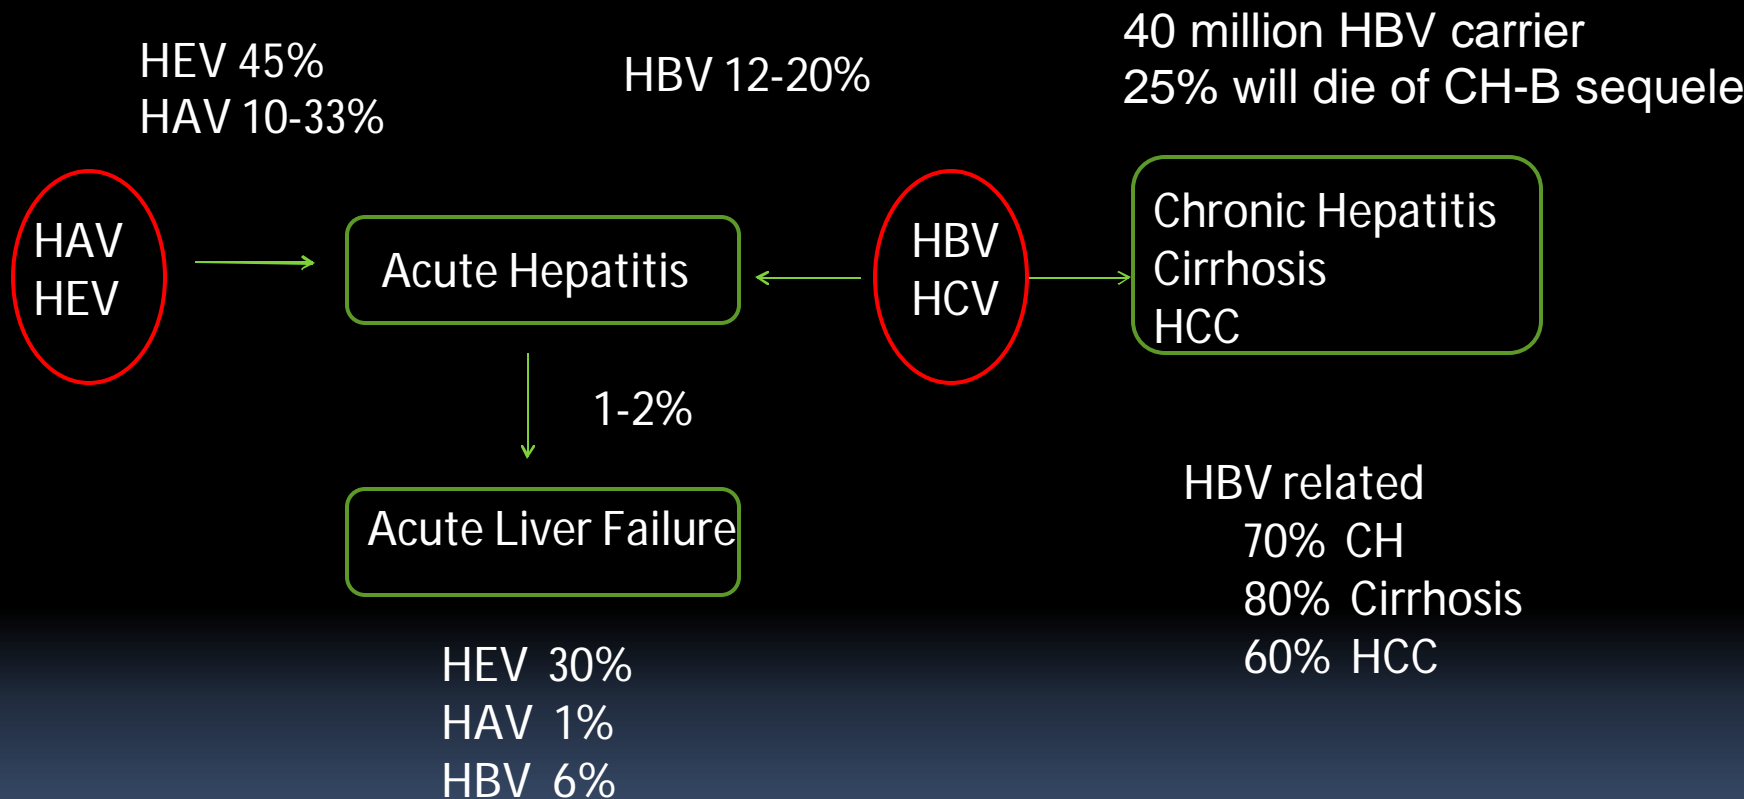 HEV 45%
HAV 10-33%
HBV 12-20%
40 million HBV carrier
25% will die of CH-B sequele
HAV
HEV
Acute Hepatitis
HBV
HCV
Chronic Hepatitis
Cirrhosis
HCC
1-2%
Acute Liver Failure
HEV 30%
HAV 1%
HBV 6%
HBV related
70% CH
80% Cirrhosis
60% HCC